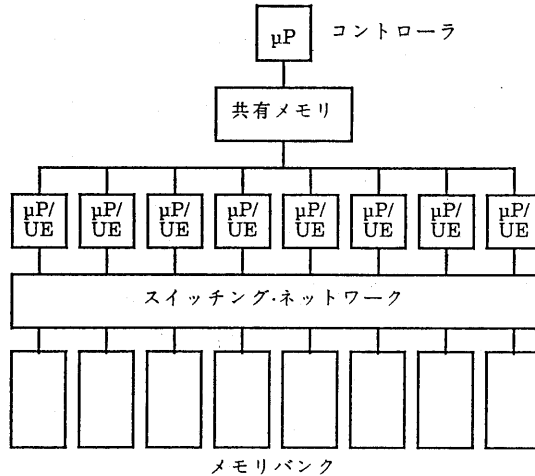 μP コントローラ
共有メモリ
μP/ μP/ μP/ μP/ μP/ μP/ μP/ μP/
UE UE UE UE UE UE UE UE
スイッチング・ネットワーク
メモリバンク